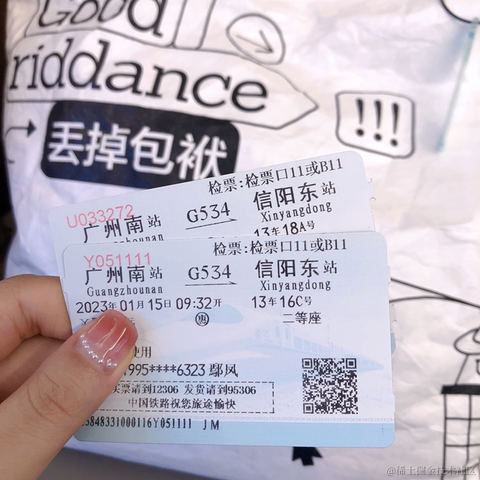 Good
riddance
丢掉包袱
!!!
检票:检票口11或B11
U033272
广州南站 G534 信阳东站
Guangzhounan Xinyangdong
13车18A号
检票:检票口11或B11
Y051111
广州南站 G534 信阳东站
Guangzhounan Xinyangdong
2023年01月15日09:32开 13车16C号
惠 二等座
使用
1995****6323 鄢凤
买票请到12306 发货请到95306
中国铁路祝您旅途愉快
5848331000116Y051111 JM
@稀土掘金技术社区